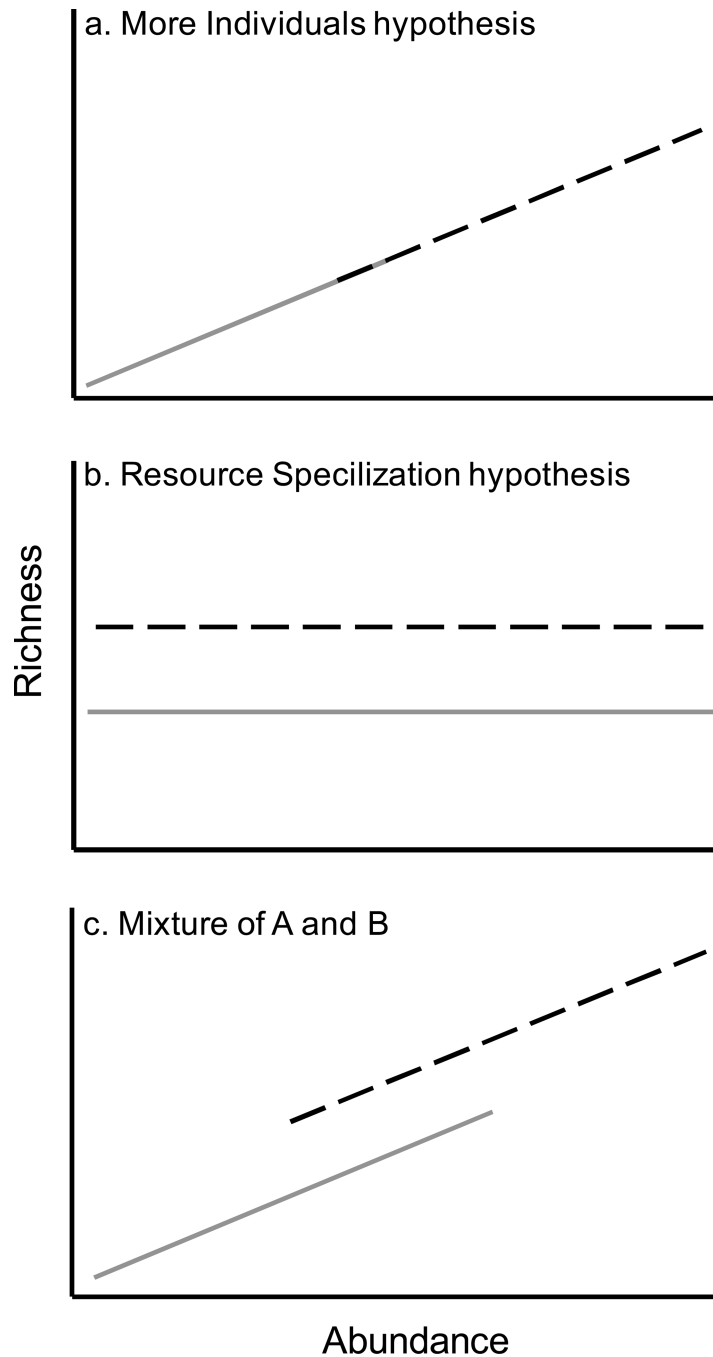 a. More Individuals hypothesis
b. Resource Specilization hypothesis
Richness
c. Mixture of A and B
Abundance